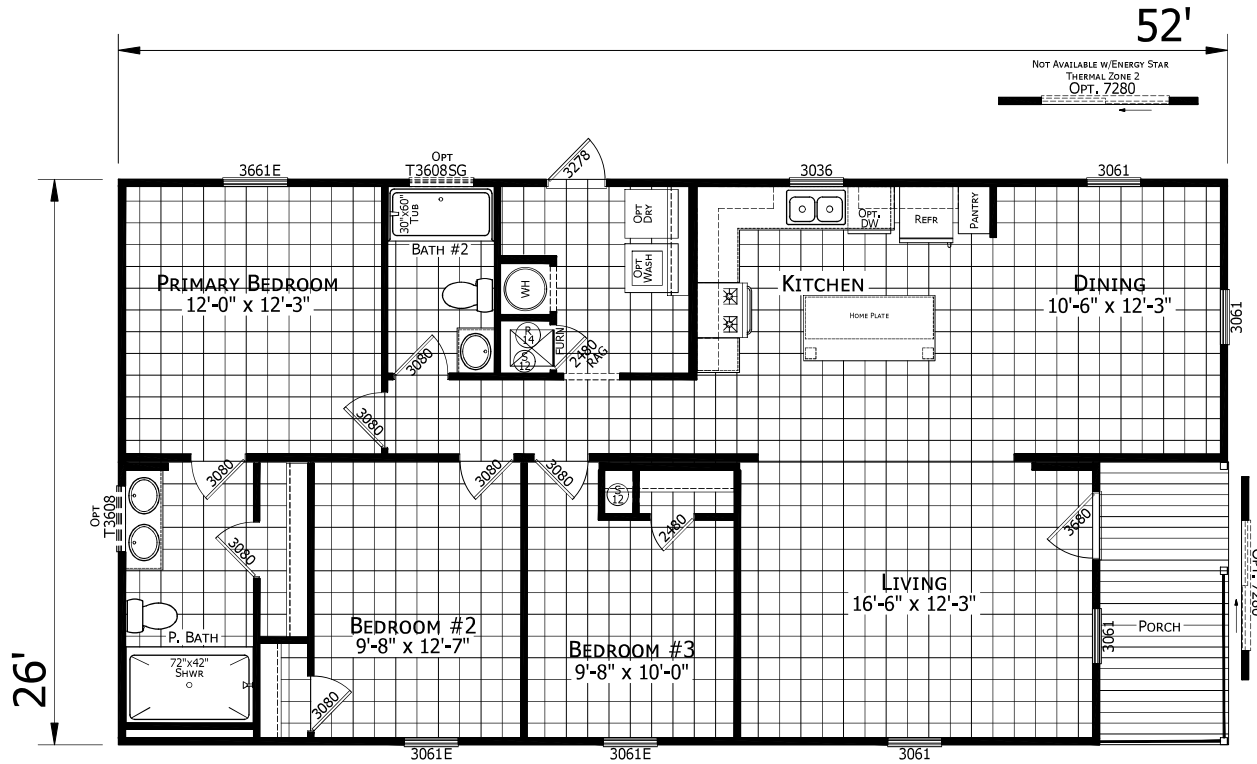 52'
Not Available w/Energy Star
Thermal Zone 2
Opt. 7280
3661E
Opt
T3608SG
3278
3036
3061
30"x60"
Tub
Bath #2
Opt
Dry
Opt
Wash
Opt.
DW
Refr
Pantry
Primary Bedroom
12'-0" x 12'-3"
WH
Kitchen
Home Plate
Dining
10'-6" x 12'-3"
3061
R
14
S
12
Furn
2480
RAG
3080
3080
3080
3080
3080
Opt
T3608
3080
S
12
2480
3680
Living
16'-6" x 12'-3"
Porch
3061
P. Bath
72"x42"
Shwr
Bedroom #2
9'-8" x 12'-7"
Bedroom #3
9'-8" x 10'-0"
3080
26'
3061E
3061E
3061